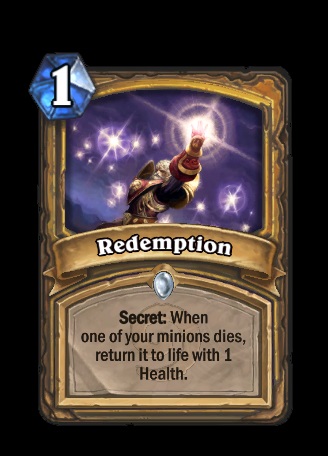 1
Redemption
Secret: When
one of your minions dies,
return it to life with 1
Health.